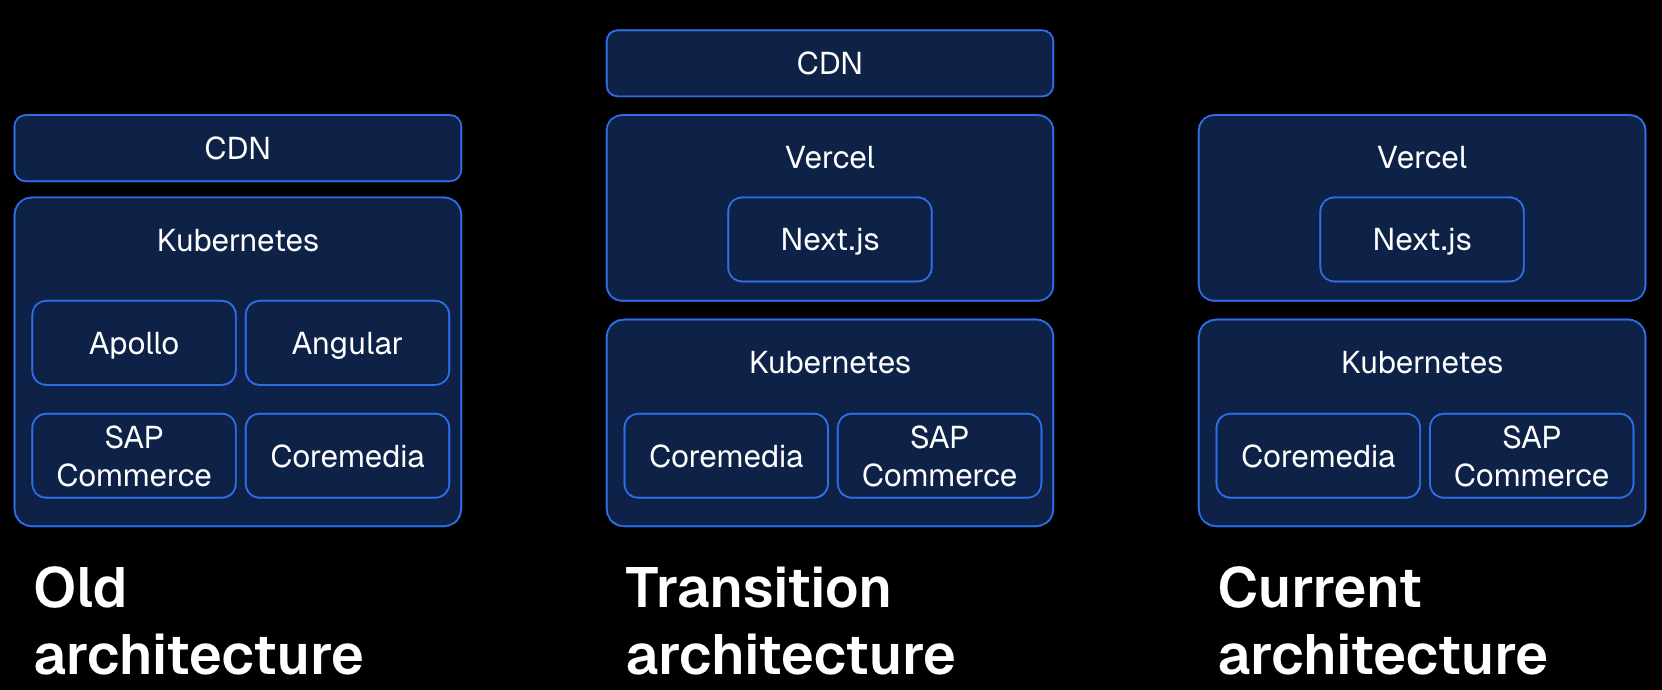 CDN
Kubernetes
Apollo
Angular
SAP
Commerce
Coremedia
Old
architecture
CDN
Vercel
Next.js
Kubernetes
Coremedia
SAP
Commerce
Transition
architecture
Vercel
Next.js
Kubernetes
Coremedia
SAP
Commerce
Current
architecture